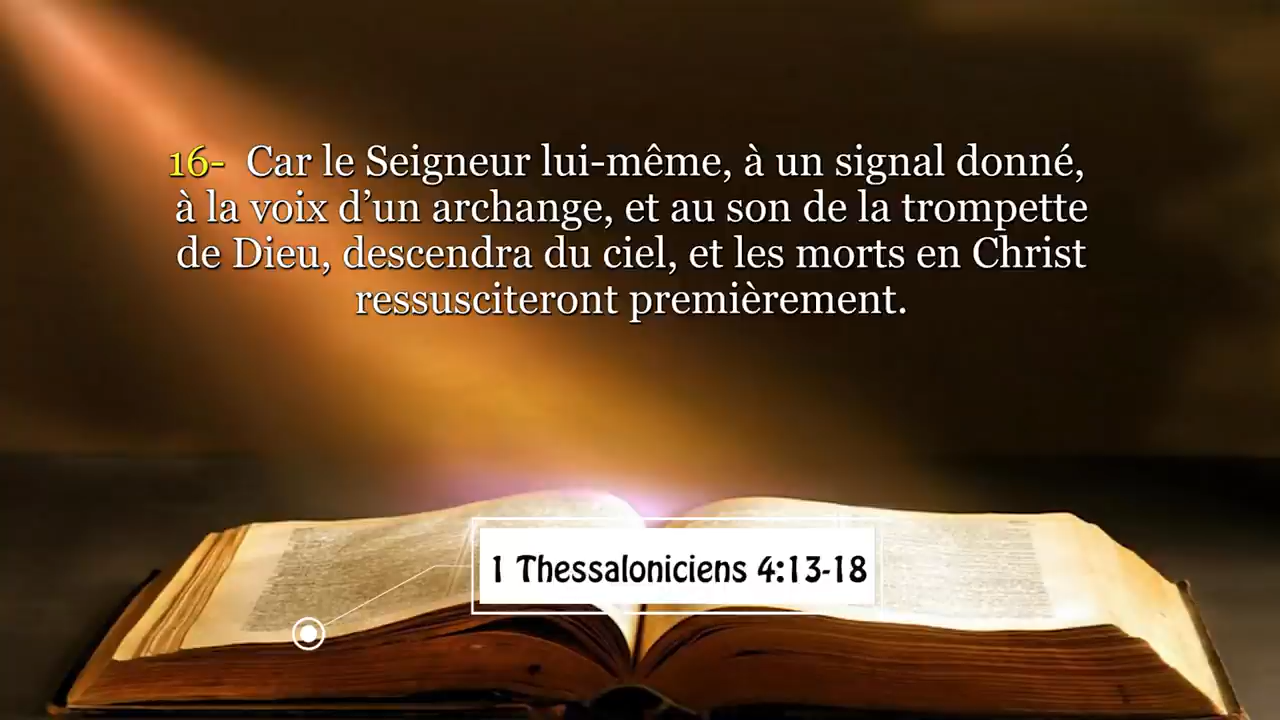 16- Car le Seigneur lui-même, à un signal donné,
à la voix d’un archange, et au son de la trompette
de Dieu, descendra du ciel, et les morts en Christ
ressusciteront premièrement.
1 Thessaloniciens 4:13-18